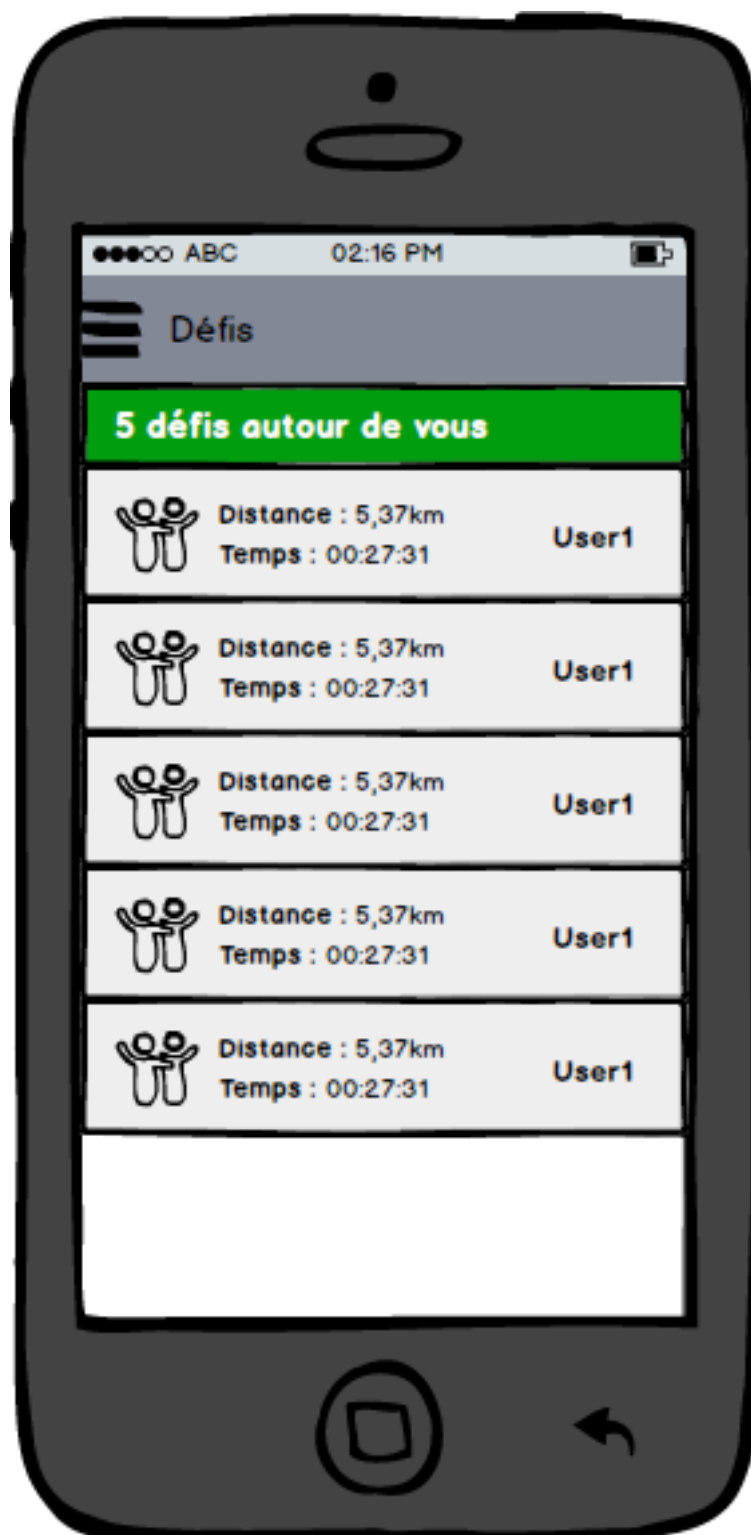 ABC 02:16 PM
Défis
5 défis autour de vous
Distance : 5,37km
Temps : 00:27:31
User1
Distance : 5,37km
Temps : 00:27:31
User1
Distance : 5,37km
Temps : 00:27:31
User1
Distance : 5,37km
Temps : 00:27:31
User1
Distance : 5,37km
Temps : 00:27:31
User1